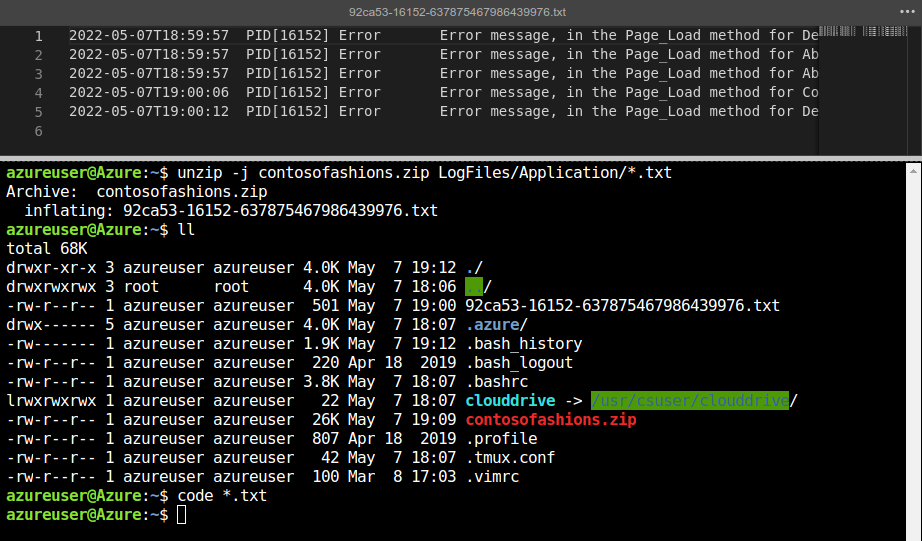 92ca53-16152-637875467986439976.txt
1 2022-05-07T18:59:57 PID[16152] Error Error message, in the Page_Load method for De
2 2022-05-07T18:59:57 PID[16152] Error Error message, in the Page_Load method for Ab
3 2022-05-07T18:59:57 PID[16152] Error Error message, in the Page_Load method for Ab
4 2022-05-07T19:00:06 PID[16152] Error Error message, in the Page_Load method for Co
5 2022-05-07T19:00:12 PID[16152] Error Error message, in the Page_Load method for De
6
azureuser@Azure:~$ unzip -j contosofashions.zip LogFiles/Application/*.txt
Archive:  contosofashions.zip
  inflating: 92ca53-16152-637875467986439976.txt
azureuser@Azure:~$ ll
total 68K
drwxr-xr-x 3 azureuser azureuser 4.0K May  7 19:12 ./
drwxrwxrwx 3 root      root      4.0K May  7 18:06 ../
-rw-r--r-- 1 azureuser azureuser  501 May  7 19:00 92ca53-16152-637875467986439976.txt
drwx------ 5 azureuser azureuser 4.0K May  7 18:07 .azure/
-rw------- 1 azureuser azureuser 1.9K May  7 19:12 .bash_history
-rw-r--r-- 1 azureuser azureuser  220 Apr 18  2019 .bash_logout
-rw-r--r-- 1 azureuser azureuser 3.8K May  7 18:07 .bashrc
lrwxrwxrwx 1 azureuser azureuser   22 May  7 18:07 clouddrive -> /usr/csuser/clouddrive/
-rw-r--r-- 1 azureuser azureuser  26K May  7 19:09 contosofashions.zip
-rw-r--r-- 1 azureuser azureuser  807 Apr 18  2019 .profile
-rw-r--r-- 1 azureuser azureuser   42 May  7 18:07 .tmux.conf
-rw-r--r-- 1 azureuser azureuser  100 Mar  8 17:03 .vimrc
azureuser@Azure:~$ code *.txt
azureuser@Azure:~$